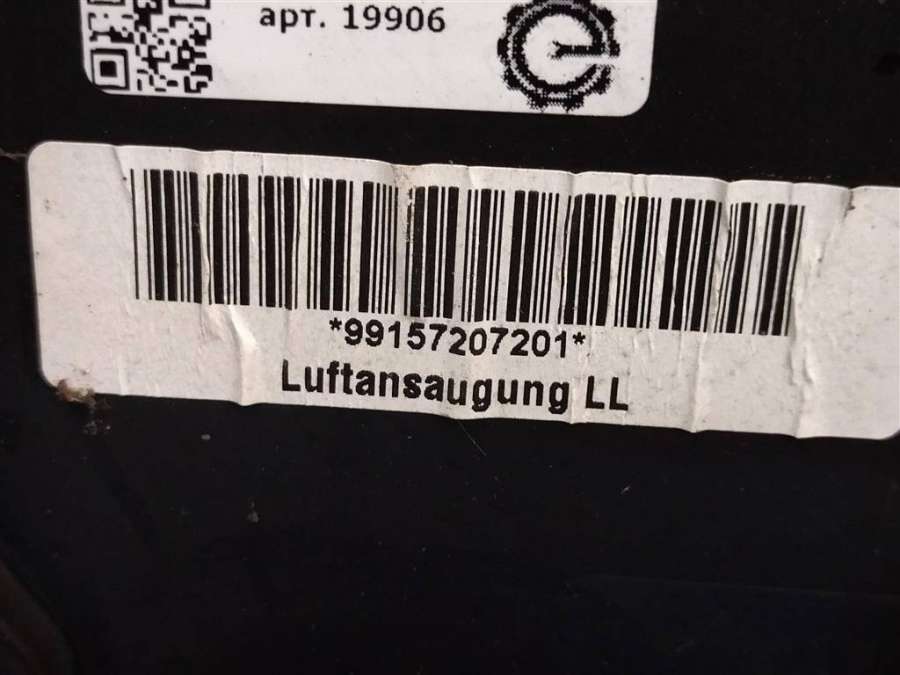 арт. 19906
*99157207201*
Luftansaugung LL